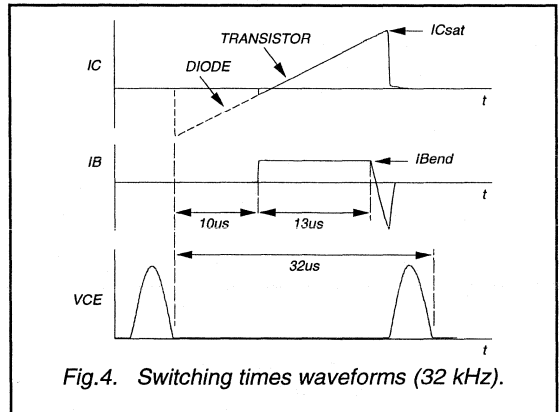 ICsat
TRANSISTOR
IC
DIODE
t
IB
iBend
t
10us
13us
32us
VCE
t
Fig.4. Switching times waveforms (32 kHz).